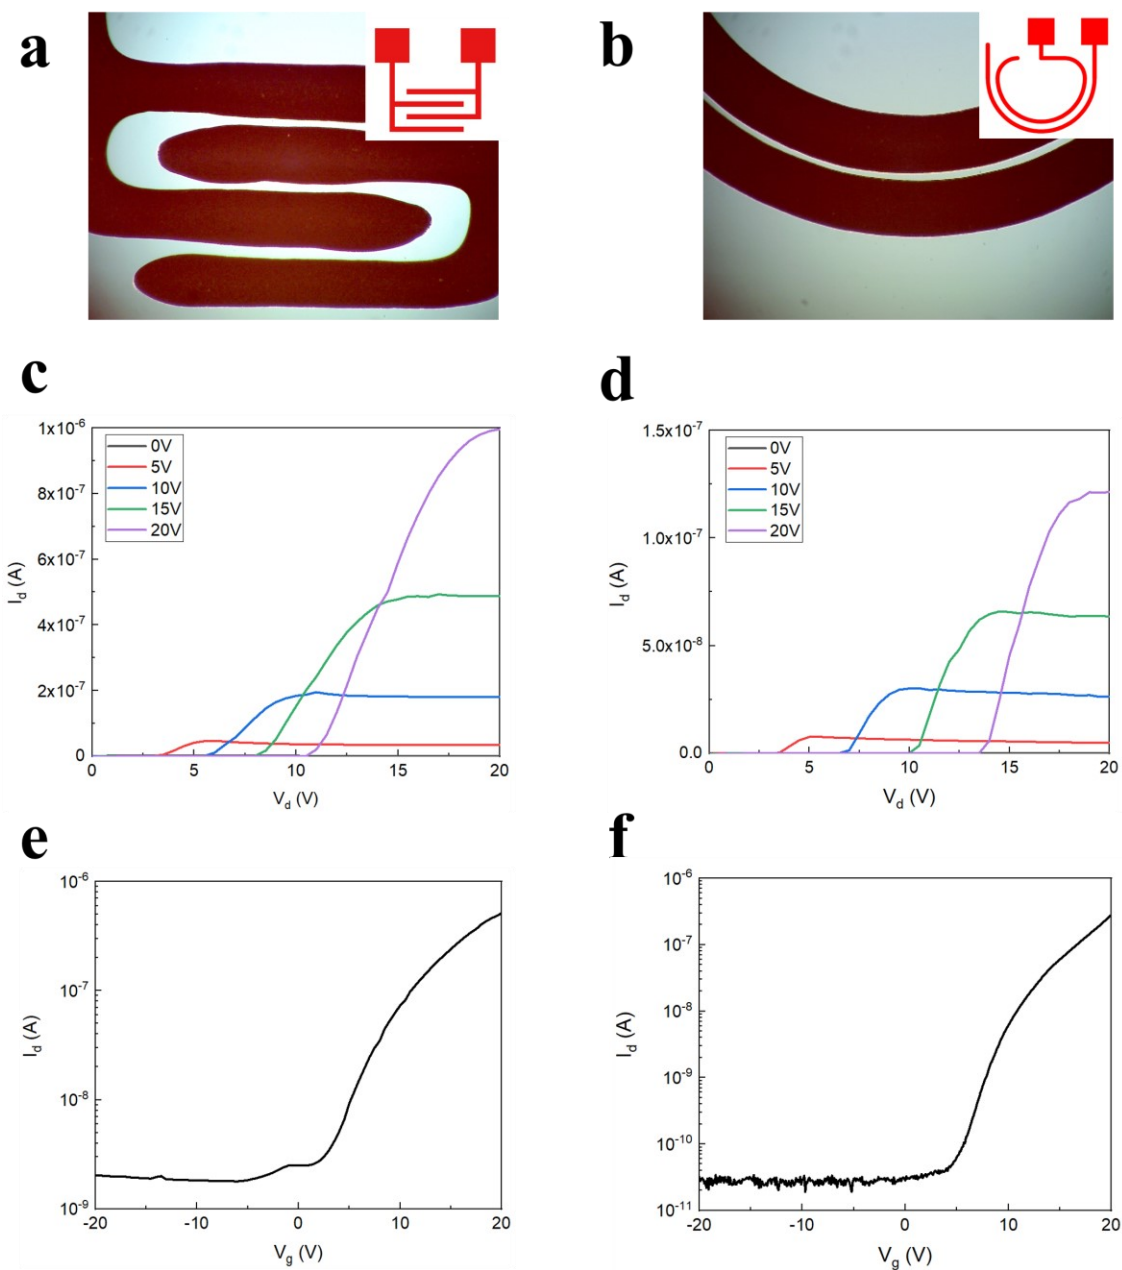 a
b
c
d
1x10⁻⁶
8x10⁻⁷
6x10⁻⁷
4x10⁻⁷
2x10⁻⁷
0
I_d (A)
0V
5V
10V
15V
20V
0 5 10 15 20
V_d (V)
1.5x10⁻⁷
1.0x10⁻⁷
5.0x10⁻⁸
0.0
I_d (A)
0V
5V
10V
15V
20V
0 5 10 15 20
V_d (V)
e
f
10⁻⁶
10⁻⁷
10⁻⁸
10⁻⁹
I_d (A)
-20 -10 0 10 20
V_g (V)
10⁻⁶
10⁻⁷
10⁻⁸
10⁻⁹
10⁻¹⁰
10⁻¹¹
I_d (A)
-20 -10 0 10 20
V_g (V)